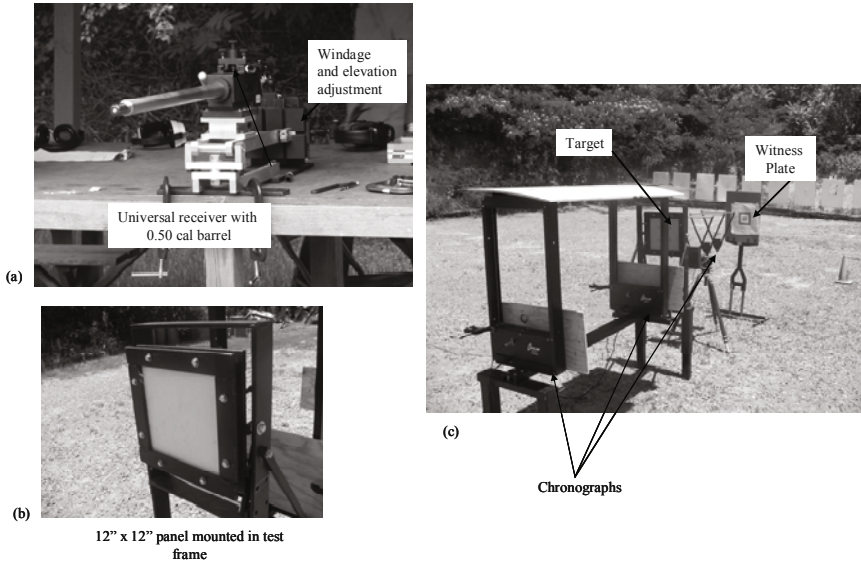 Windage
and elevation
adjustment
Universal receiver with
0.50 cal barrel
(a)
(b)
12” x 12” panel mounted in test
frame
Target
Witness
Plate
(c)
Chronographs